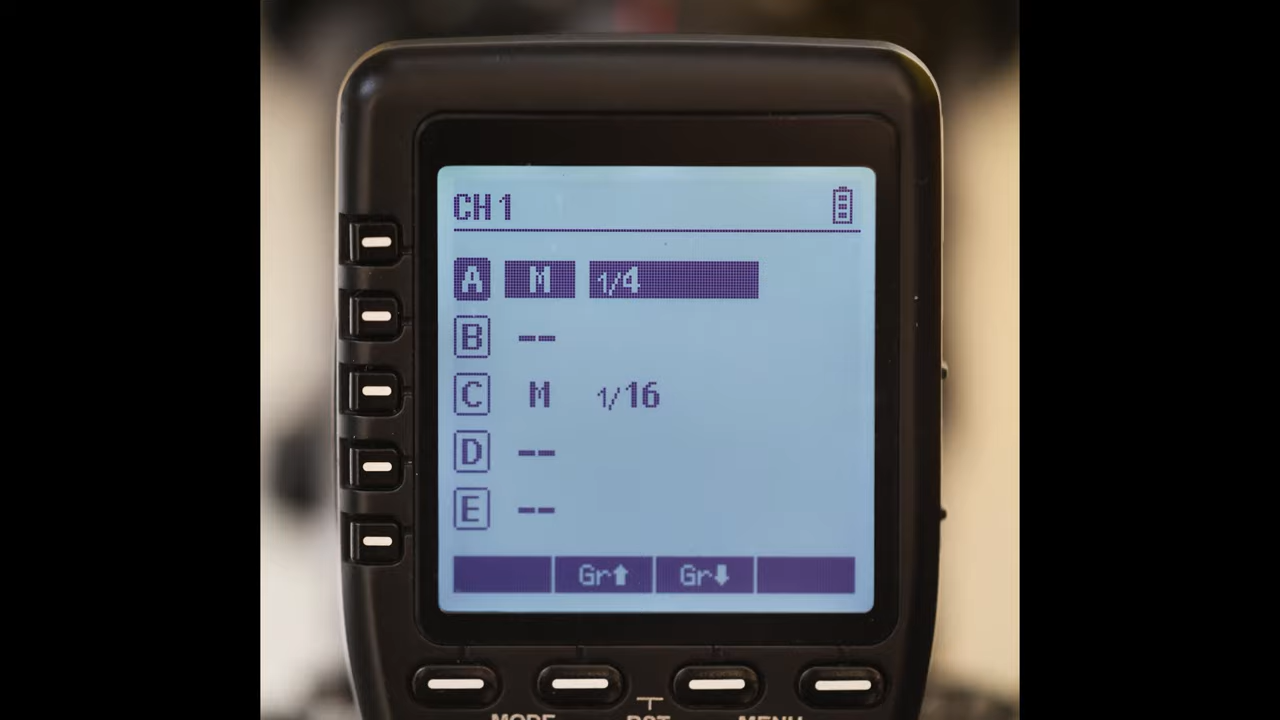 CH1
A M 1/4
B --
C M 1/16
D --
E --
Gr⬆ Gr⬇
MODE MENU